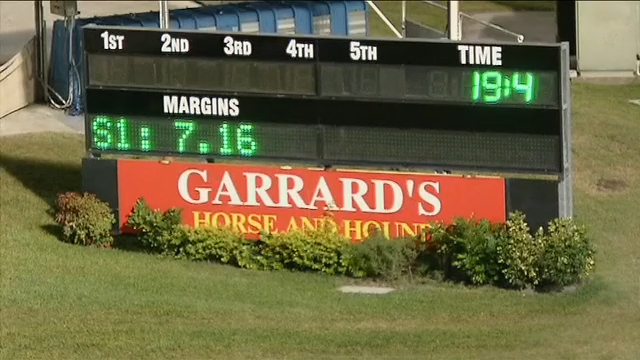 1ST 2ND 3RD 4TH 5TH TIME
19:4
MARGINS
S1: 7.16
GARRARD'S
HORSE AND HOUND